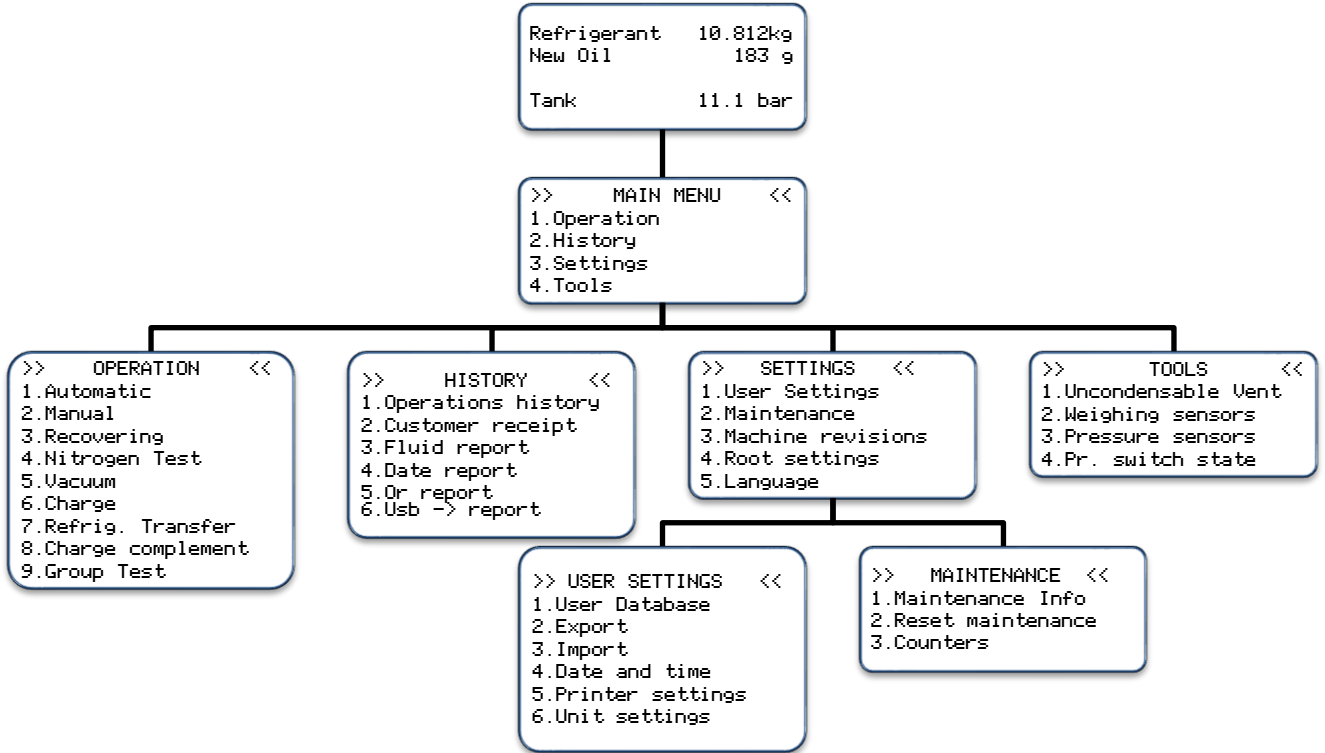 Refrigerant 10.812kg
New Oil 183 g
Tank 11.1 bar
>> MAIN MENU <<
1.Operation
2.History
3.Settings
4.Tools
>> OPERATION <<
1.Automatic
2.Manual
3.Recovering
4.Nitrogen Test
5.Vacuum
6.Charge
7.Refrig. Transfer
8.Charge complement
9.Group Test
>> HISTORY <<
1.Operations history
2.Customer receipt
3.Fluid report
4.Date report
5.Or report
6.Usb -> report
>> SETTINGS <<
1.User Settings
2.Maintenance
3.Machine revisions
4.Root settings
5.Language
>> TOOLS <<
1.Uncondensable Vent
2.Weighing sensors
3.Pressure sensors
4.Pr. switch state
>> USER SETTINGS <<
1.User Database
2.Export
3.Import
4.Date and time
5.Printer settings
6.Unit settings
>> MAINTENANCE <<
1.Maintenance Info
2.Reset maintenance
3.Counters